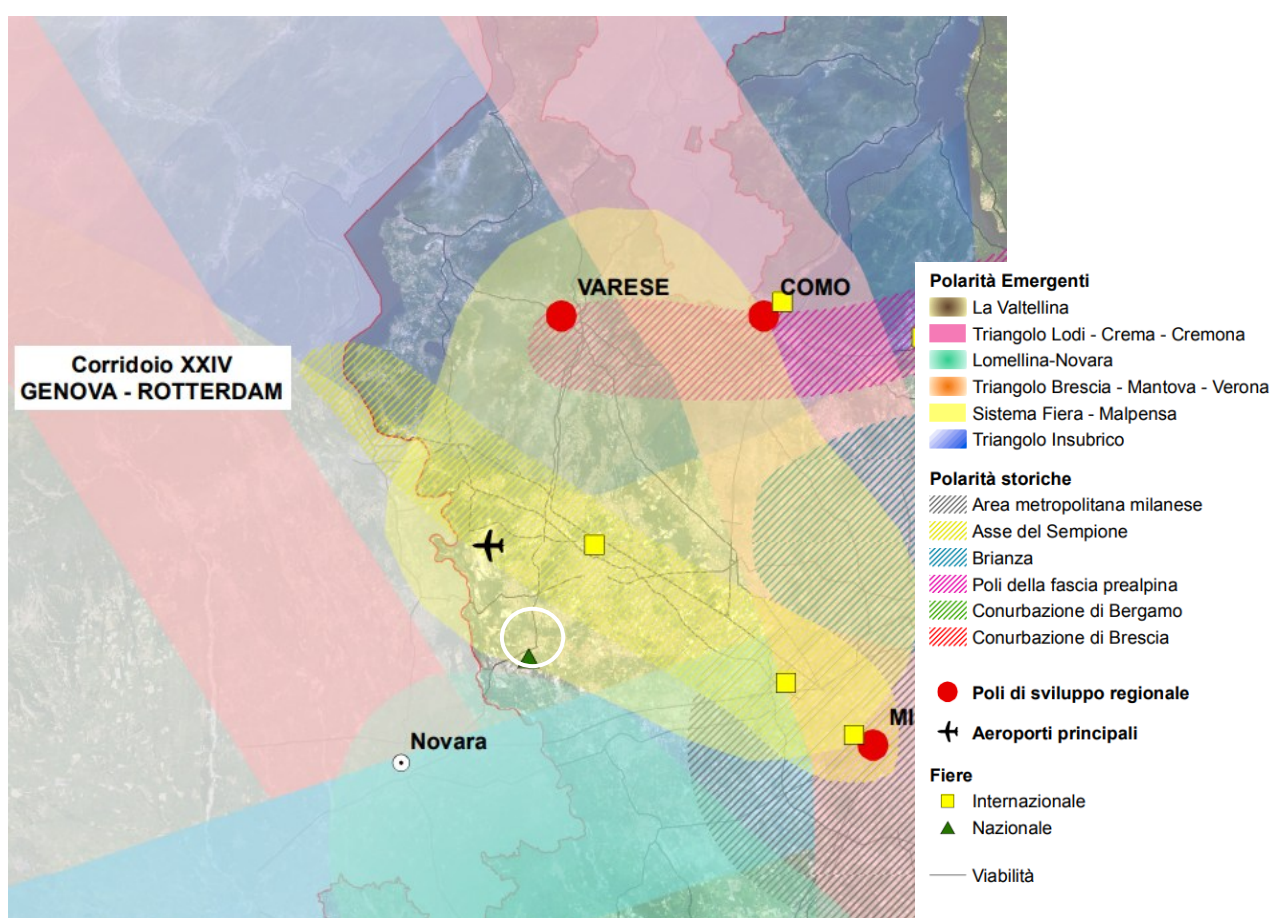 VARESE
COMO
Corridoio XXIV
GENOVA - ROTTERDAM
Novara
MI
Polarità Emergenti
La Valtellina
Triangolo Lodi - Crema - Cremona
Lomellina-Novara
Triangolo Brescia - Mantova - Verona
Sistema Fiera - Malpensa
Triangolo Insubrico
Polarità storiche
Area metropolitana milanese
Asse del Sempione
Brianza
Poli della fascia prealpina
Conurbazione di Bergamo
Conurbazione di Brescia
Poli di sviluppo regionale
Aeroporti principali
Fiere
Internazionale
Nazionale
Viabilità